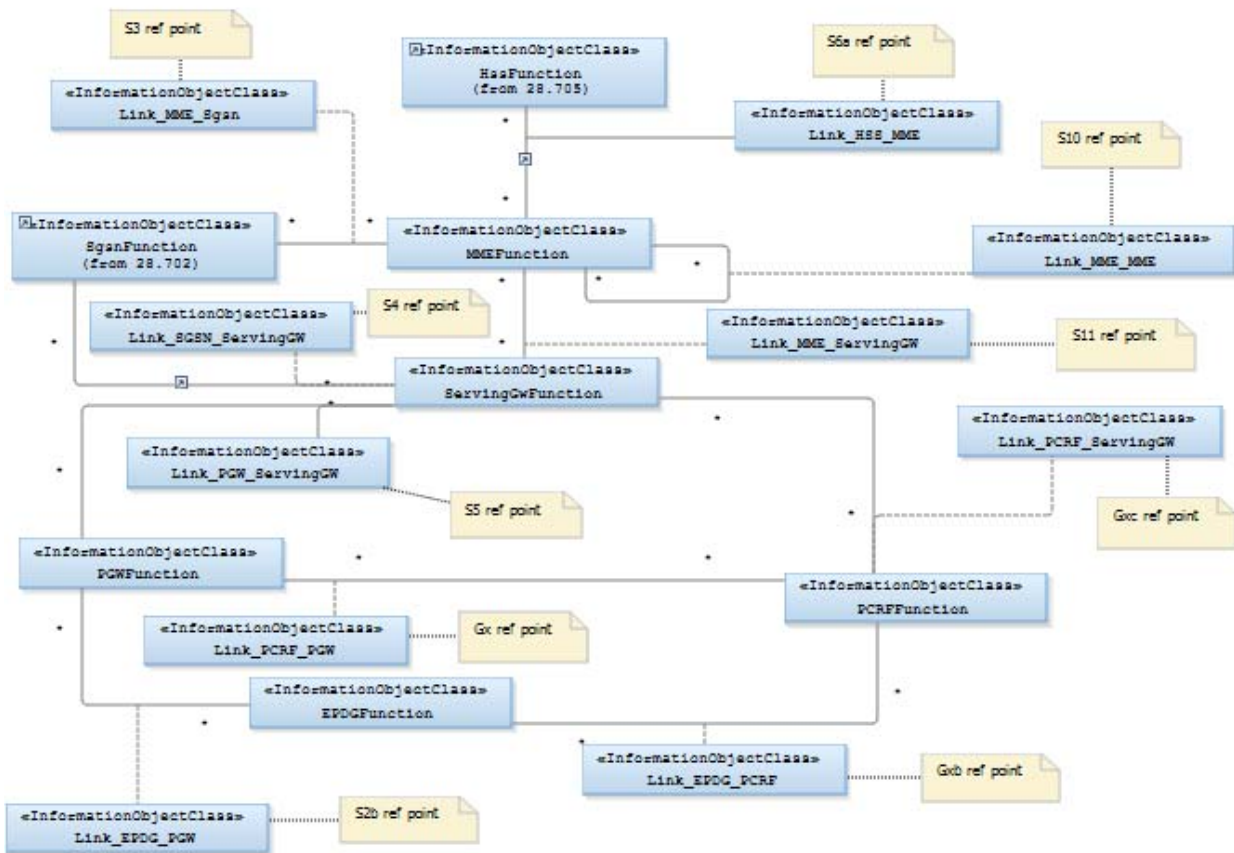 S3 ref point
S6a ref point
«InformationObjectClass»
HssFunction
(from 28.705)
«InformationObjectClass»
Link_MME_Sgsn
«InformationObjectClass»
Link_HSS_MME
*
S10 ref point
*
*
*
«InformationObjectClass»
SgsnFunction
(from 28.702)
«InformationObjectClass»
MMEFunction
«InformationObjectClass»
Link_MME_MME
*
*
*
S4 ref point
«InformationObjectClass»
Link_SGSN_ServingGW
«InformationObjectClass»
Link_MME_ServingGW
S11 ref point
*
*
«InformationObjectClass»
ServingGwFunction
*
*
*
«InformationObjectClass»
Link_PCRF_ServingGW
«InformationObjectClass»
Link_PGW_ServingGW
*
S5 ref point
*
Gxc ref point
«InformationObjectClass»
PGWFunction
*
*
«InformationObjectClass»
PCRFFunction
*
«InformationObjectClass»
Link_PCRF_PGW
Gx ref point
«InformationObjectClass»
EPDGFunction
*
*
*
«InformationObjectClass»
Link_EPDG_PCRF
Gxb ref point
«InformationObjectClass»
Link_EPDG_PGW
S2b ref point